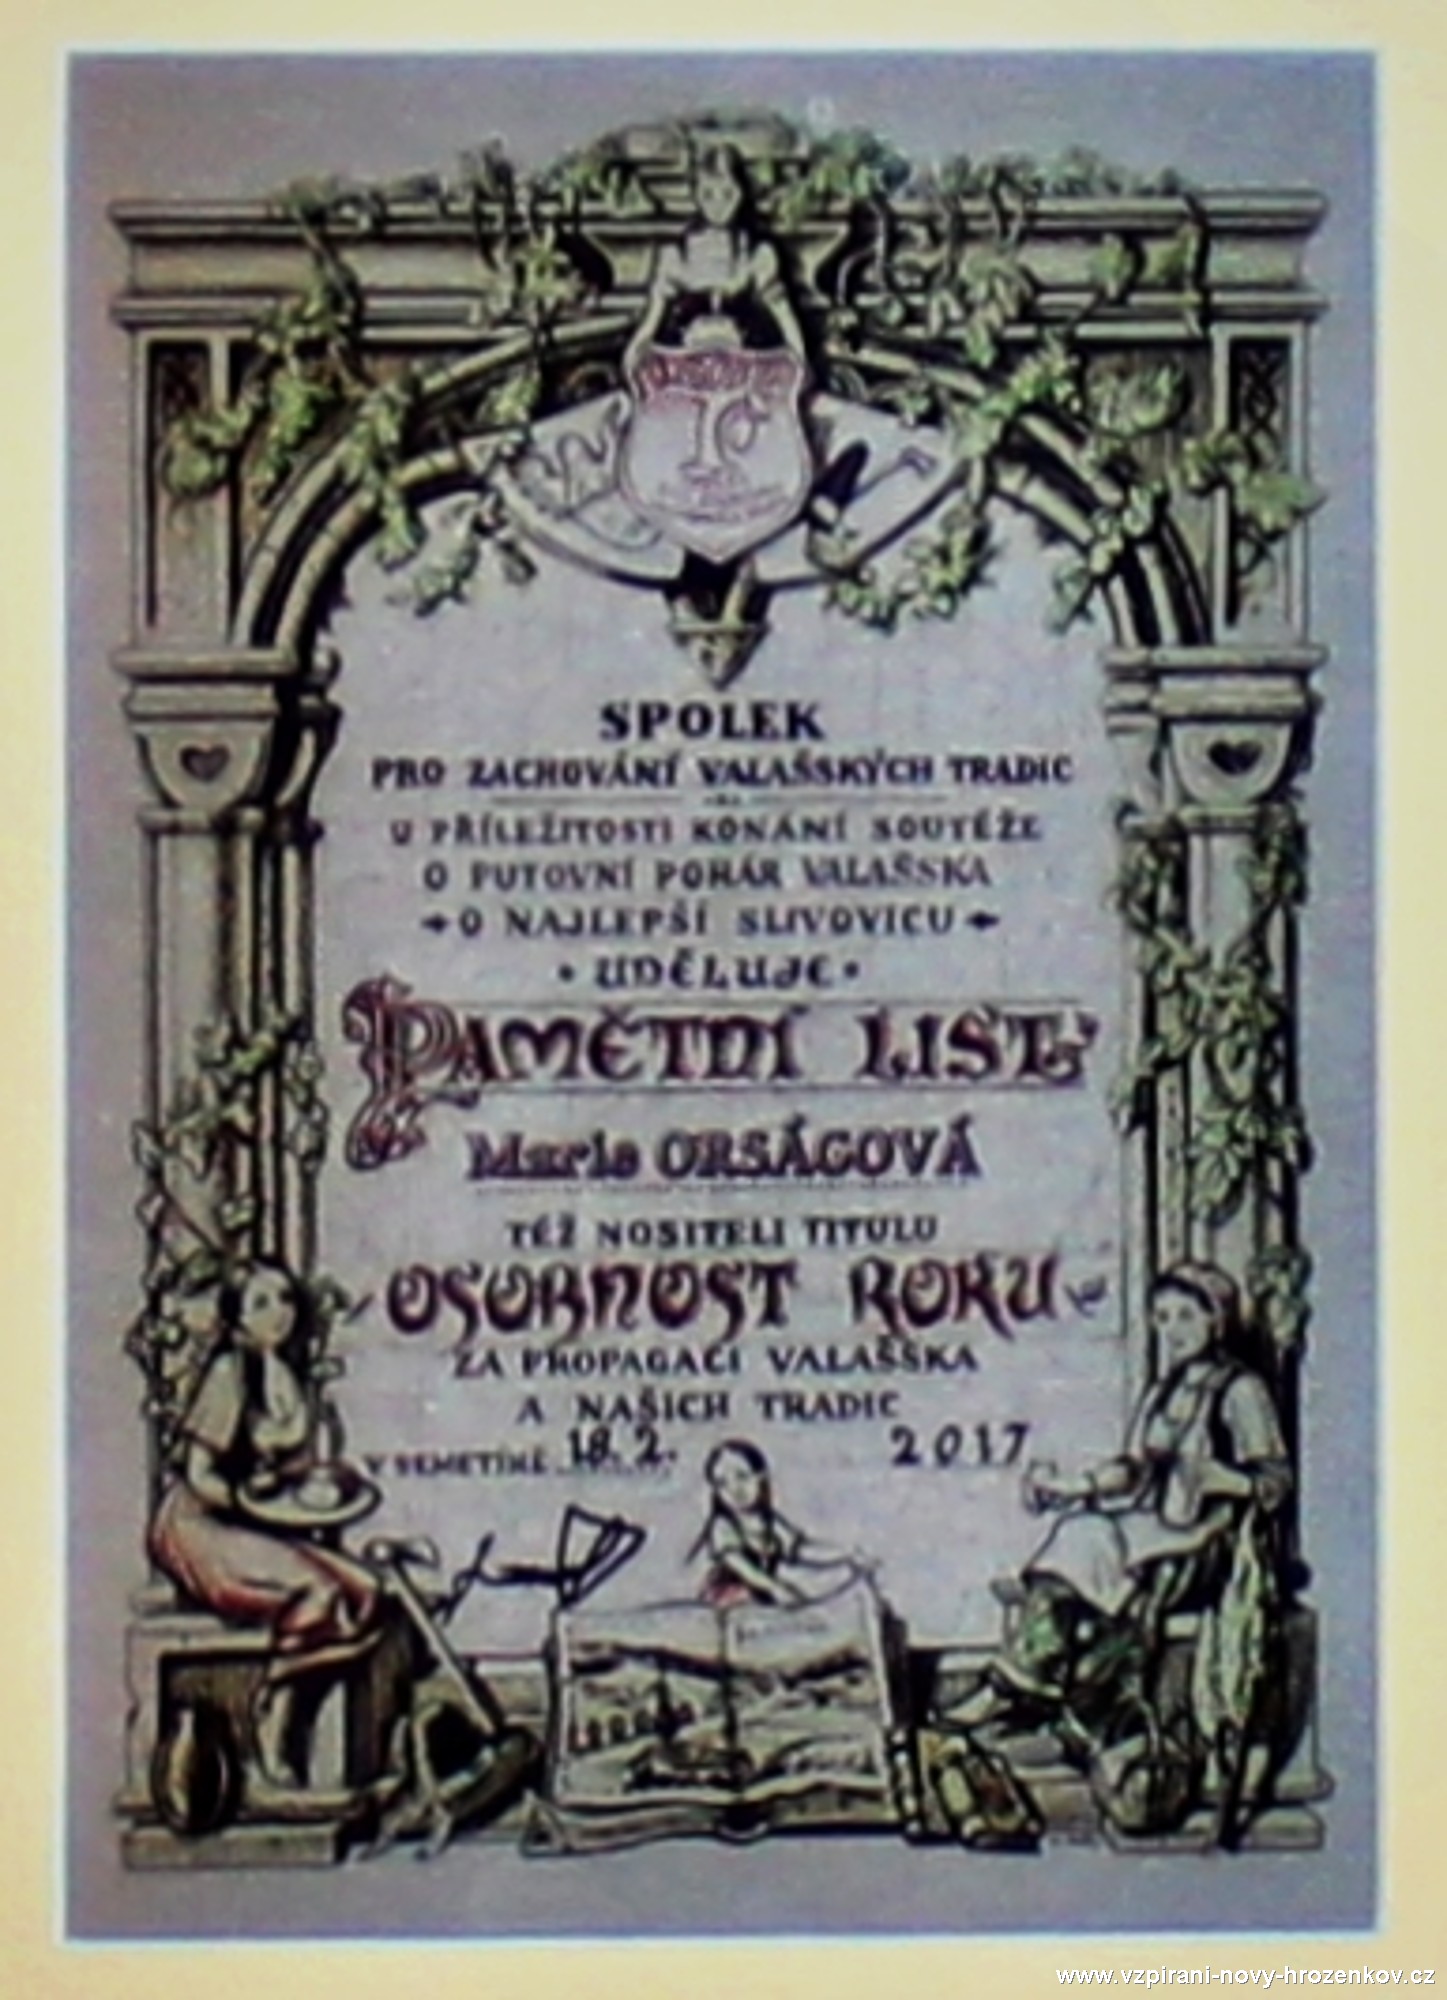 SPOLEK
PRO ZACHOVÁNÍ VALAŠSKÝCH TRADIC
U PŘÍLEŽITOSTI KONÁNÍ SOUTĚŽE
O PUTOVNÍ POHÁR VALAŠSKA
O NAJLEPŠÍ SLIVOVICU
• UDĚLUJE •
PAMĚTNÍ LIST
Marie ORSÁGOVÁ
TÉŽ NOSITELI TITULU
OSOBNOST ROKU
ZA PROPAGACI VALAŠSKA
A NAŠICH TRADIC
V SEMETÍNĚ 18. 2. 2017
www.vzpirani-novy-hrozenkov.cz